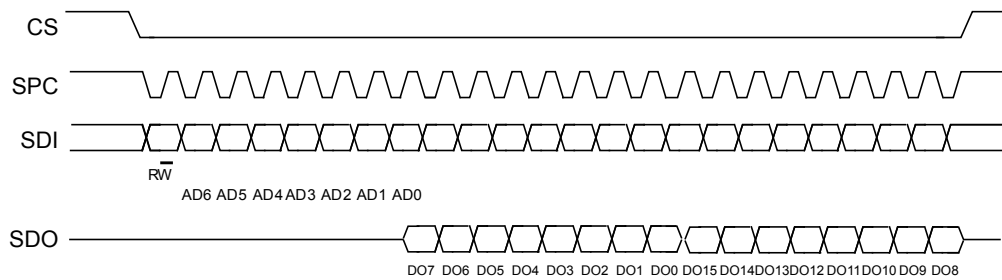 CS
SPC
SDI
RW
AD6 AD5 AD4 AD3 AD2 AD1 AD0
SDO
DO7 DO6 DO5 DO4 DO3 DO2 DO1 DO0 DO15 DO14 DO13 DO12 DO11 DO10 DO9 DO8